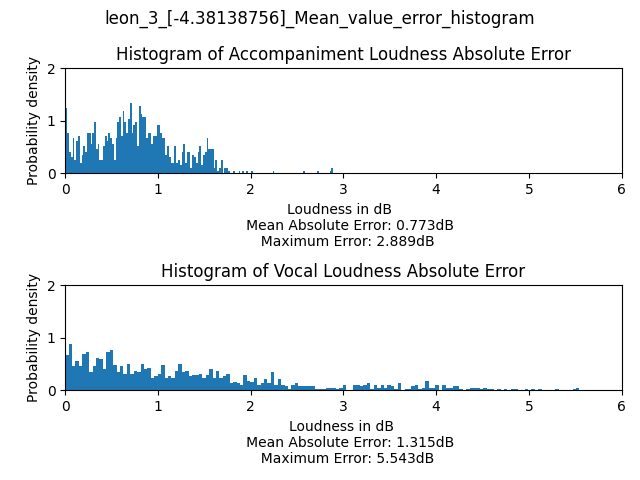 leon_3_[-4.38138756]_Mean_value_error_histogram
Histogram of Accompaniment Loudness Absolute Error
Probability density
2
1
0
0 1 2 3 4 5 6
Loudness in dB
Mean Absolute Error: 0.773dB
Maximum Error: 2.889dB
Histogram of Vocal Loudness Absolute Error
Probability density
2
1
0
0 1 2 3 4 5 6
Loudness in dB
Mean Absolute Error: 1.315dB
Maximum Error: 5.543dB